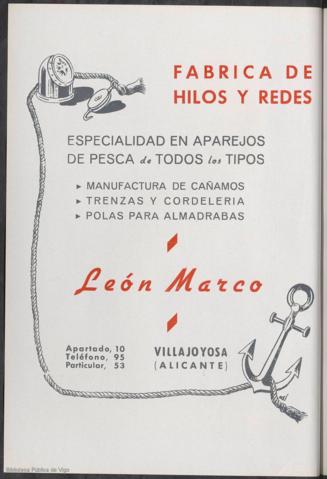 FABRICA DE
HILOS Y REDES
ESPECIALIDAD EN APAREJOS
DE PESCA de TODOS los TIPOS
▸ MANUFACTURA DE CAÑAMOS
▸ TRENZAS Y CORDELERIA
▸ POLAS PARA ALMADRABAS
León Marco
Apartado, 10
Teléfono, 95
Particular, 53
VILLAJOYOSA
(ALICANTE)
Biblioteca Pública de Vigo